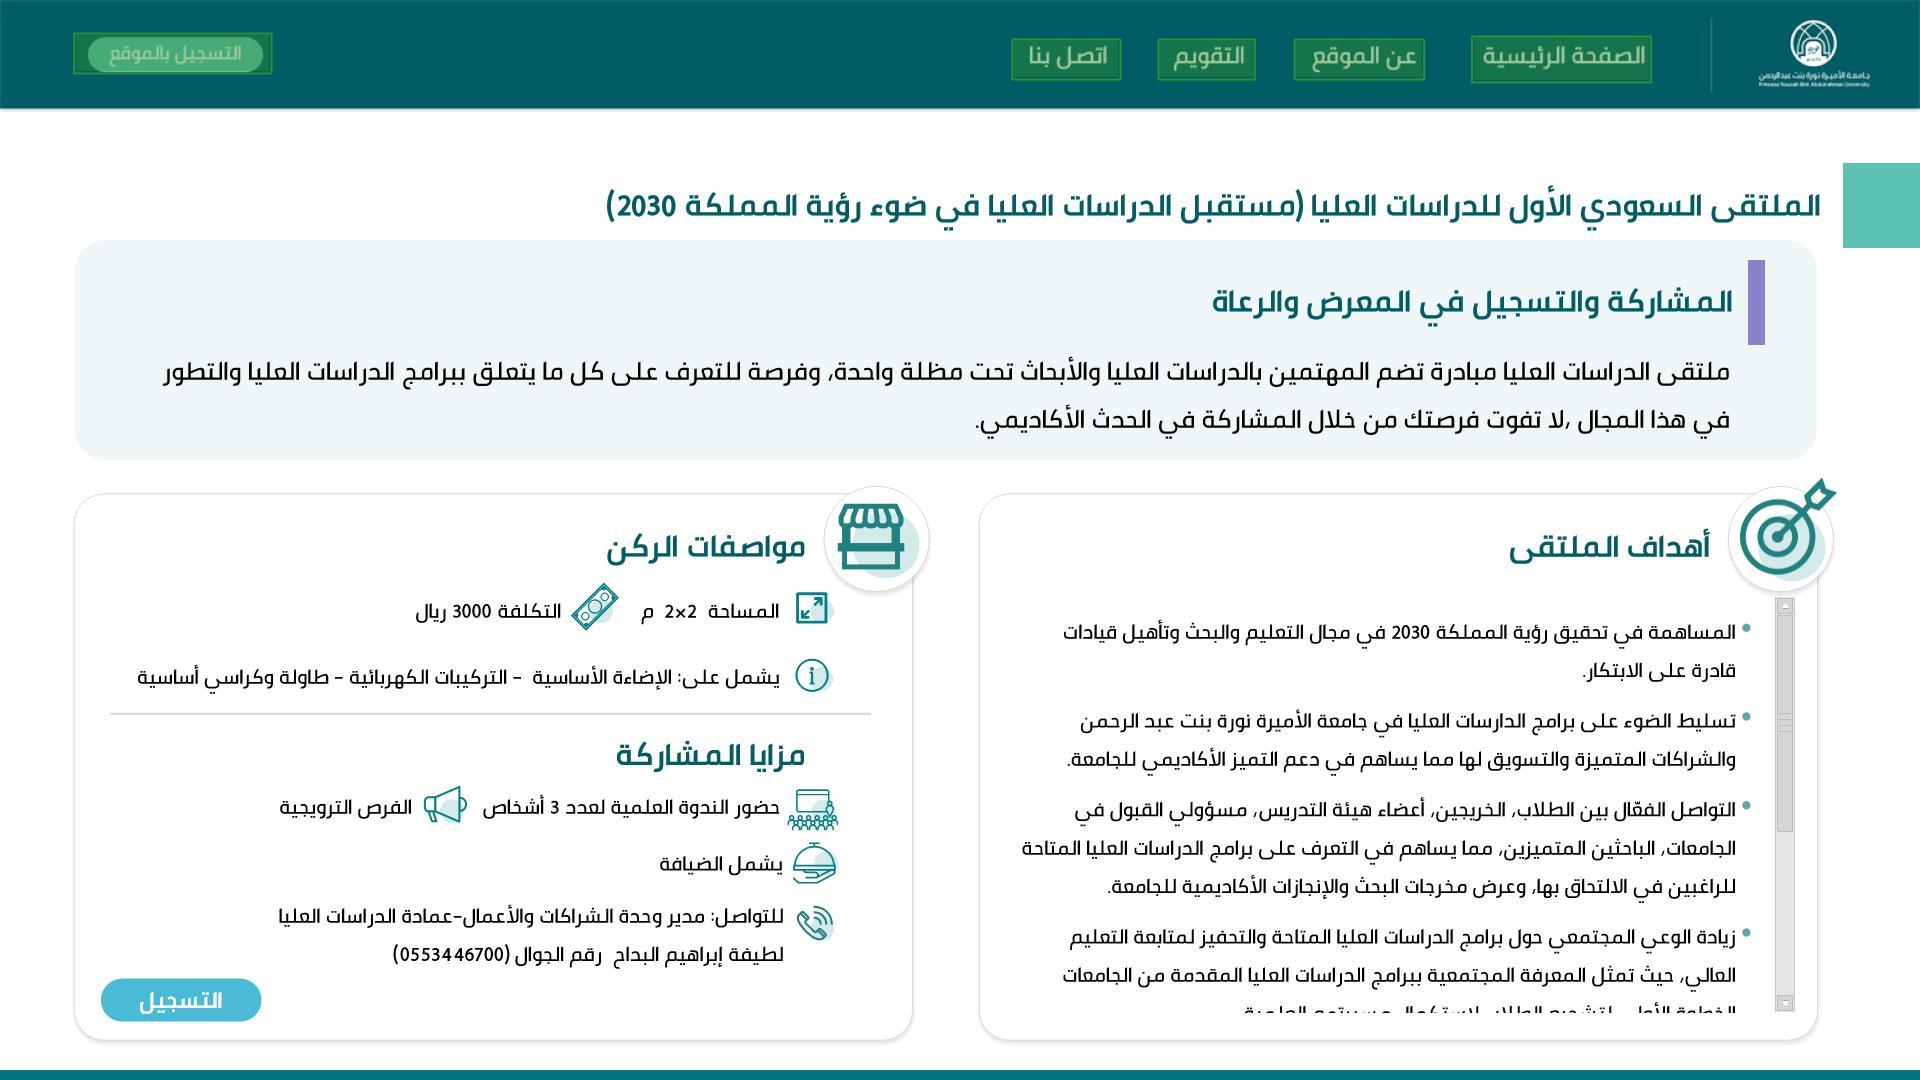 جامعة الأميرة نورة بنت عبدالرحمن
Princess Nourah Bint Abdulrahman University
الصفحة الرئيسية
عن الموقع
التقويم
اتصل بنا
التسجيل بالموقع
الملتقى السعودي الأول للدراسات العليا (مستقبل الدراسات العليا في ضوء رؤية المملكة 2030)
المشاركة والتسجيل في المعرض والرعاة
ملتقى الدراسات العليا مبادرة تضم المهتمين بالدراسات العليا والأبحاث تحت مظلة واحدة، وفرصة للتعرف على كل ما يتعلق ببرامج الدراسات العليا والتطور
في هذا المجال ،لا تفوت فرصتك من خلال المشاركة في الحدث الأكاديمي.
أهداف الملتقى
• المساهمة في تحقيق رؤية المملكة 2030 في مجال التعليم والبحث وتأهيل قيادات
قادرة على الابتكار.
• تسليط الضوء على برامج الدارسات العليا في جامعة الأميرة نورة بنت عبد الرحمن
والشراكات المتميزة والتسويق لها مما يساهم في دعم التميز الأكاديمي للجامعة.
• التواصل الفعّال بين الطلاب، الخريجين، أعضاء هيئة التدريس، مسؤولي القبول في
الجامعات، الباحثين المتميزين، مما يساهم في التعرف على برامج الدراسات العليا المتاحة
للراغبين في الالتحاق بها، وعرض مخرجات البحث والإنجازات الأكاديمية للجامعة.
• زيادة الوعي المجتمعي حول برامج الدراسات العليا المتاحة والتحفيز لمتابعة التعليم
العالي، حيث تمثل المعرفة المجتمعية ببرامج الدراسات العليا المقدمة من الجامعات
مواصفات الركن
المساحة 2×2 م
التكلفة 3000 ريال
يشمل على: الإضاءة الأساسية - التركيبات الكهربائية - طاولة وكراسي أساسية
مزايا المشاركة
حضور الندوة العلمية لعدد 3 أشخاص
الفرص الترويجية
يشمل الضيافة
للتواصل: مدير وحدة الشراكات والأعمال-عمادة الدراسات العليا
لطيفة إبراهيم البداح رقم الجوال (0553446700)
التسجيل